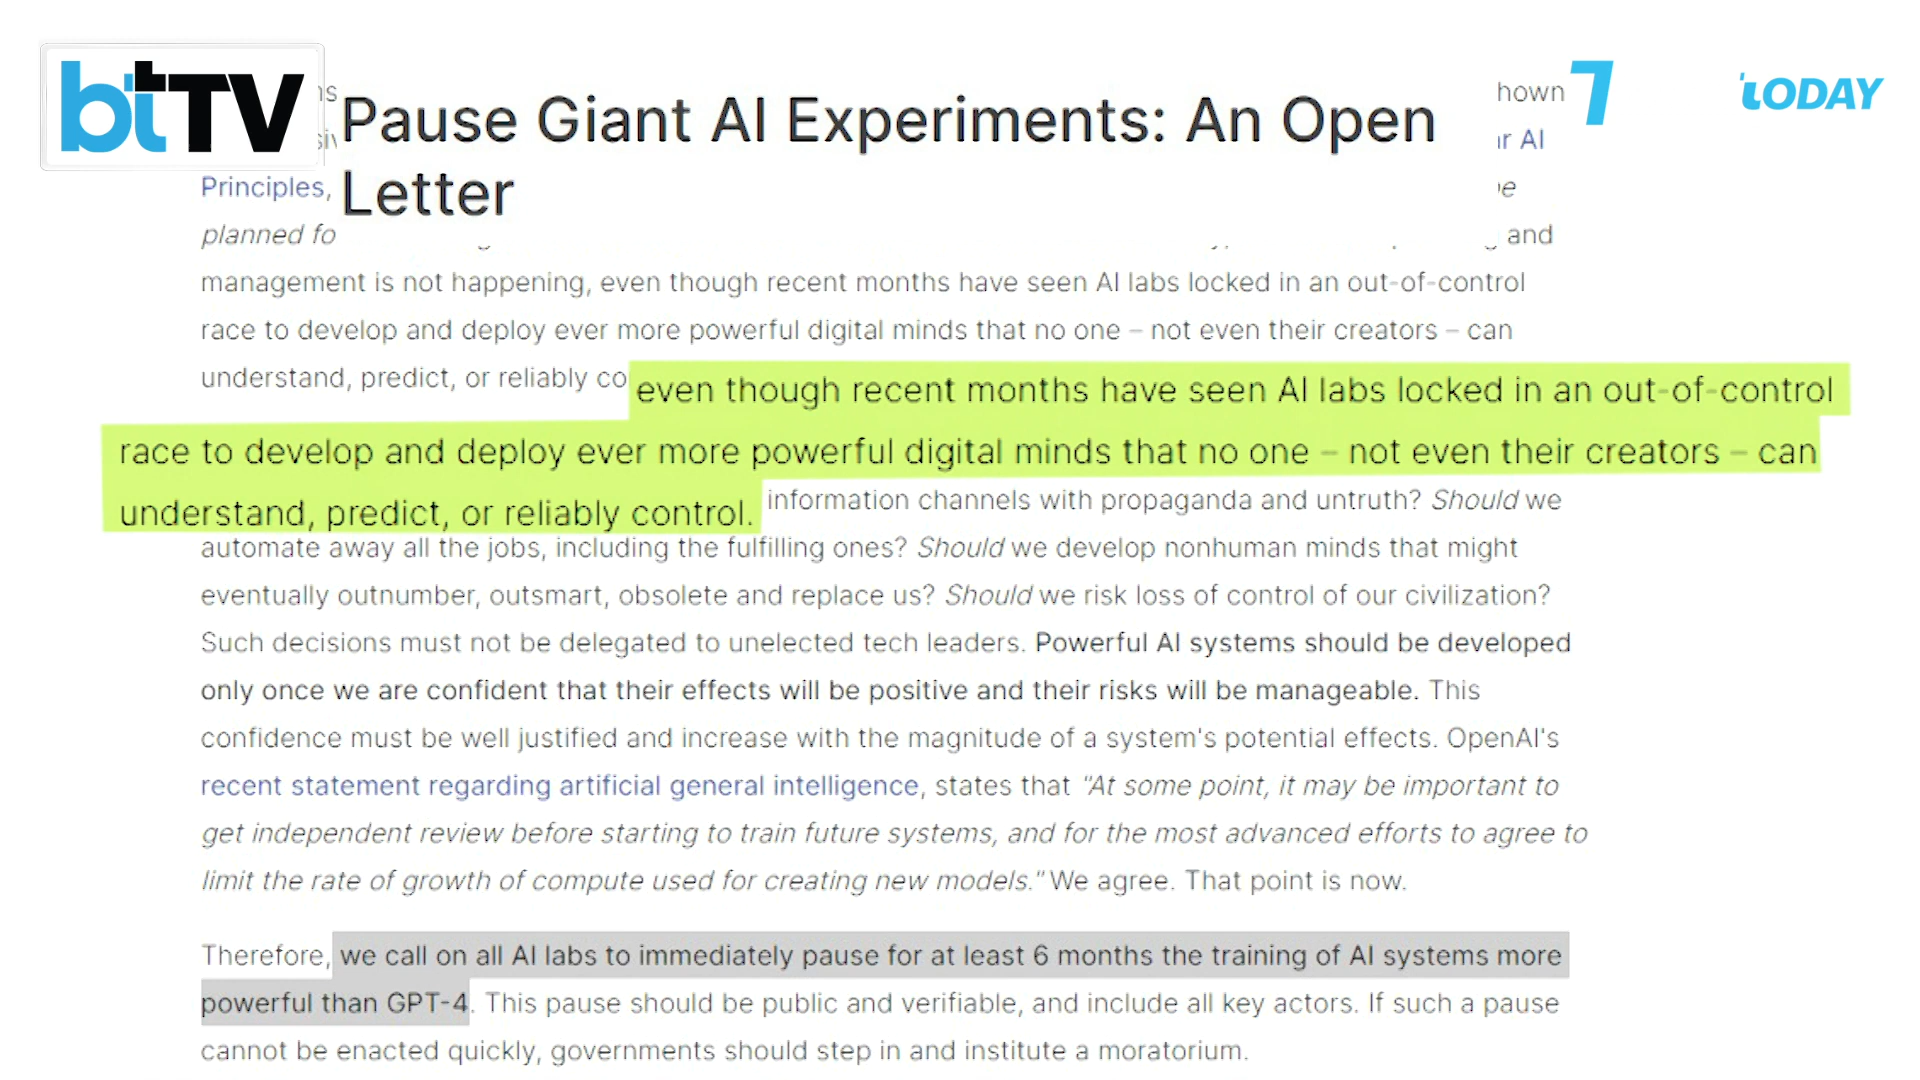 btTV
Pause Giant AI Experiments: An Open
Letter
7
TODAY
hown
AI
Principles,
planned fo
and
management is not happening, even though recent months have seen AI labs locked in an out-of-control
race to develop and deploy ever more powerful digital minds that no one – not even their creators – can
understand, predict, or reliably co
even though recent months have seen AI labs locked in an out-of-control
race to develop and deploy ever more powerful digital minds that no one – not even their creators – can
understand, predict, or reliably control.
information channels with propaganda and untruth? Should we
automate away all the jobs, including the fulfilling ones? Should we develop nonhuman minds that might
eventually outnumber, outsmart, obsolete and replace us? Should we risk loss of control of our civilization?
Such decisions must not be delegated to unelected tech leaders. Powerful AI systems should be developed
only once we are confident that their effects will be positive and their risks will be manageable. This
confidence must be well justified and increase with the magnitude of a system's potential effects. OpenAI's
recent statement regarding artificial general intelligence, states that "At some point, it may be important to
get independent review before starting to train future systems, and for the most advanced efforts to agree to
limit the rate of growth of compute used for creating new models." We agree. That point is now.
Therefore, we call on all AI labs to immediately pause for at least 6 months the training of AI systems more
powerful than GPT-4. This pause should be public and verifiable, and include all key actors. If such a pause
cannot be enacted quickly, governments should step in and institute a moratorium.